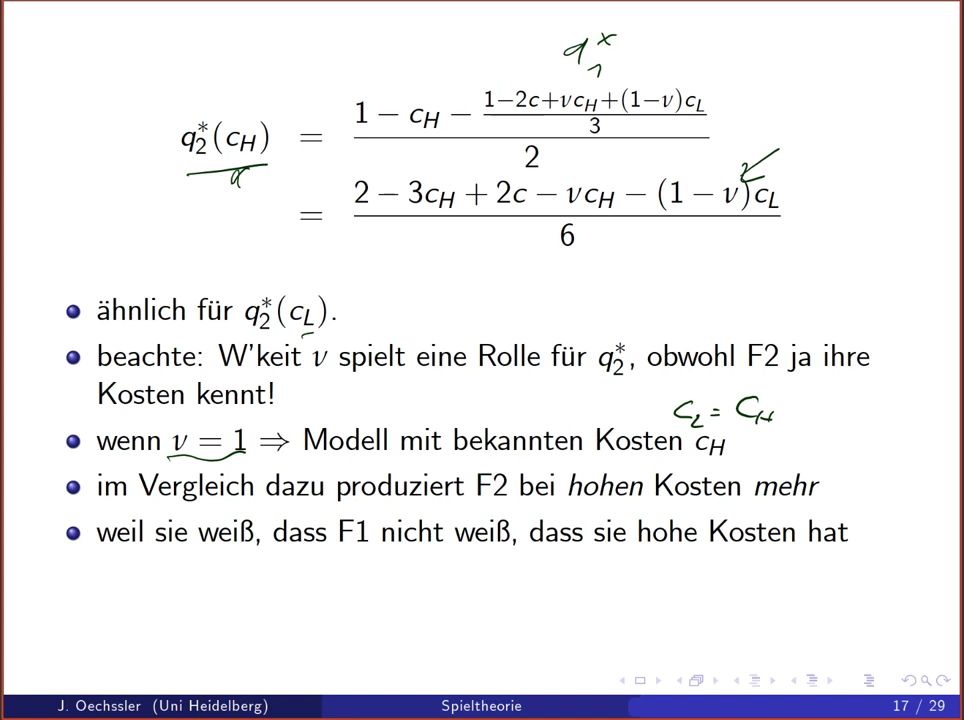 q₁*
q₂*(c_H) = (1 − c_H − (1−2c+νc_H+(1−ν)c_L)/3) / 2
= (2 − 3c_H + 2c − νc_H − (1 − ν)c_L) / 6
ähnlich für q₂*(c_L).
beachte: W'keit ν spielt eine Rolle für q₂*, obwohl F2 ja ihre
Kosten kennt!
c_L = c_H
wenn ν = 1 ⇒ Modell mit bekannten Kosten c_H
im Vergleich dazu produziert F2 bei hohen Kosten mehr
weil sie weiß, dass F1 nicht weiß, dass sie hohe Kosten hat
J. Oechssler (Uni Heidelberg) Spieltheorie 17 / 29